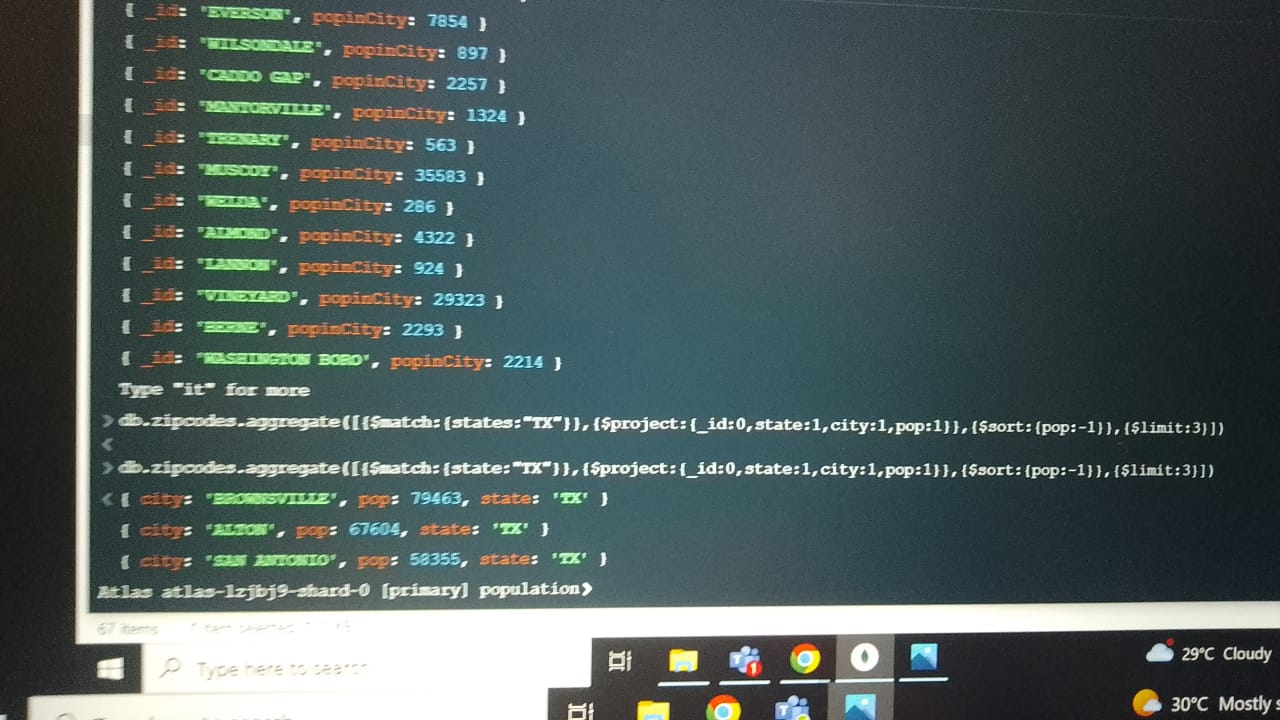 { _id: 'EVERSON', popinCity: 7854 }
{ _id: 'WILSONDALE', popinCity: 897 }
{ _id: 'CADDO GAP', popinCity: 2257 }
{ _id: 'MANTORVILLE', popinCity: 1324 }
{ _id: 'TRENARY', popinCity: 563 }
{ _id: 'MUSCOY', popinCity: 35583 }
{ _id: 'WELDA', popinCity: 286 }
{ _id: 'ALMOND', popinCity: 4322 }
{ _id: 'LANNON', popinCity: 924 }
{ _id: 'VINEYARD', popinCity: 29323 }
{ _id: 'BERNE', popinCity: 2293 }
{ _id: 'WASHINGTON BORO', popinCity: 2214 }
Type "it" for more
> db.zipcodes.aggregate([{$match:{states:"TX"}},{$project:{_id:0,state:1,city:1,pop:1}},{$sort:{pop:-1}},{$limit:3}])
<
> db.zipcodes.aggregate([{$match:{state:"TX"}},{$project:{_id:0,state:1,city:1,pop:1}},{$sort:{pop:-1}},{$limit:3}])
< { city: 'BROWNSVILLE', pop: 79463, state: 'TX' }
{ city: 'ALTON', pop: 67604, state: 'TX' }
{ city: 'SAN ANTONIO', pop: 58355, state: 'TX' }
Atlas atlas-1zjbj9-shard-0 [primary] population>
67 items 1 item selected
Type here to search
1
29°C Cloudy
30°C Mostly